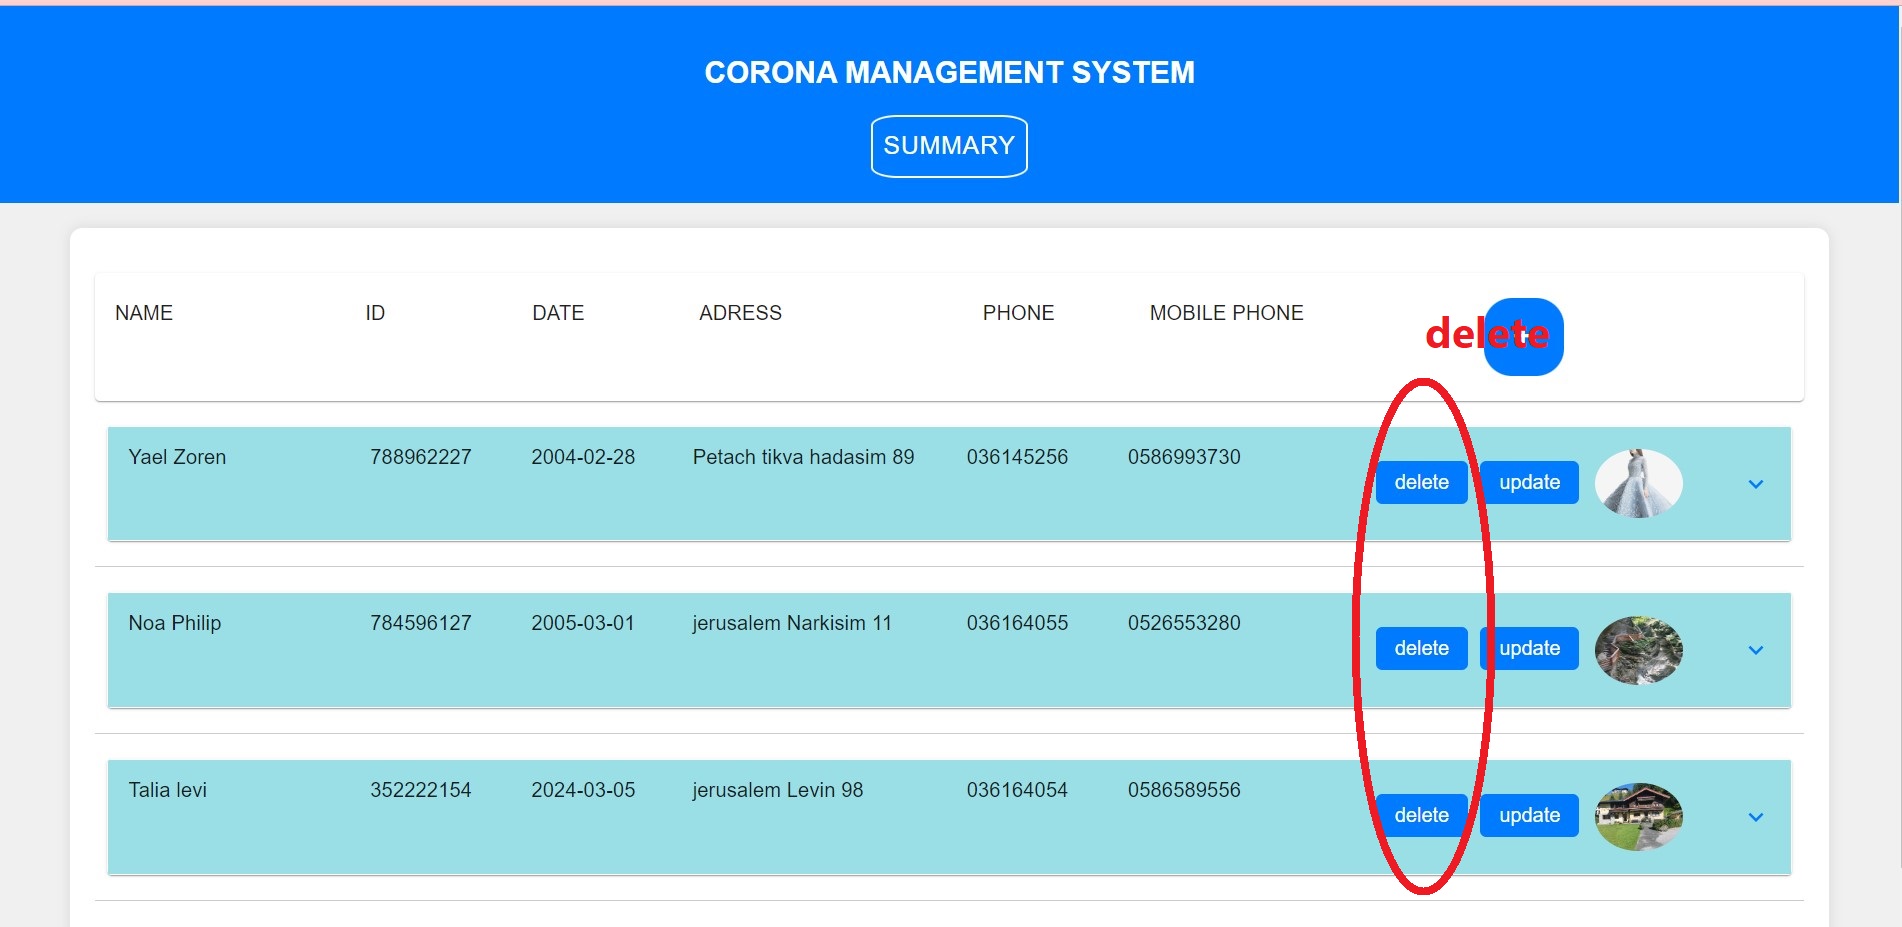 CORONA MANAGEMENT SYSTEM
SUMMARY
NAME ID DATE ADRESS PHONE MOBILE PHONE +
delete
Yael Zoren 788962227 2004-02-28 Petach tikva hadasim 89 036145256 0586993730 delete update
Noa Philip 784596127 2005-03-01 jerusalem Narkisim 11 036164055 0526553280 delete update
Talia levi 352222154 2024-03-05 jerusalem Levin 98 036164054 0586589556 delete update